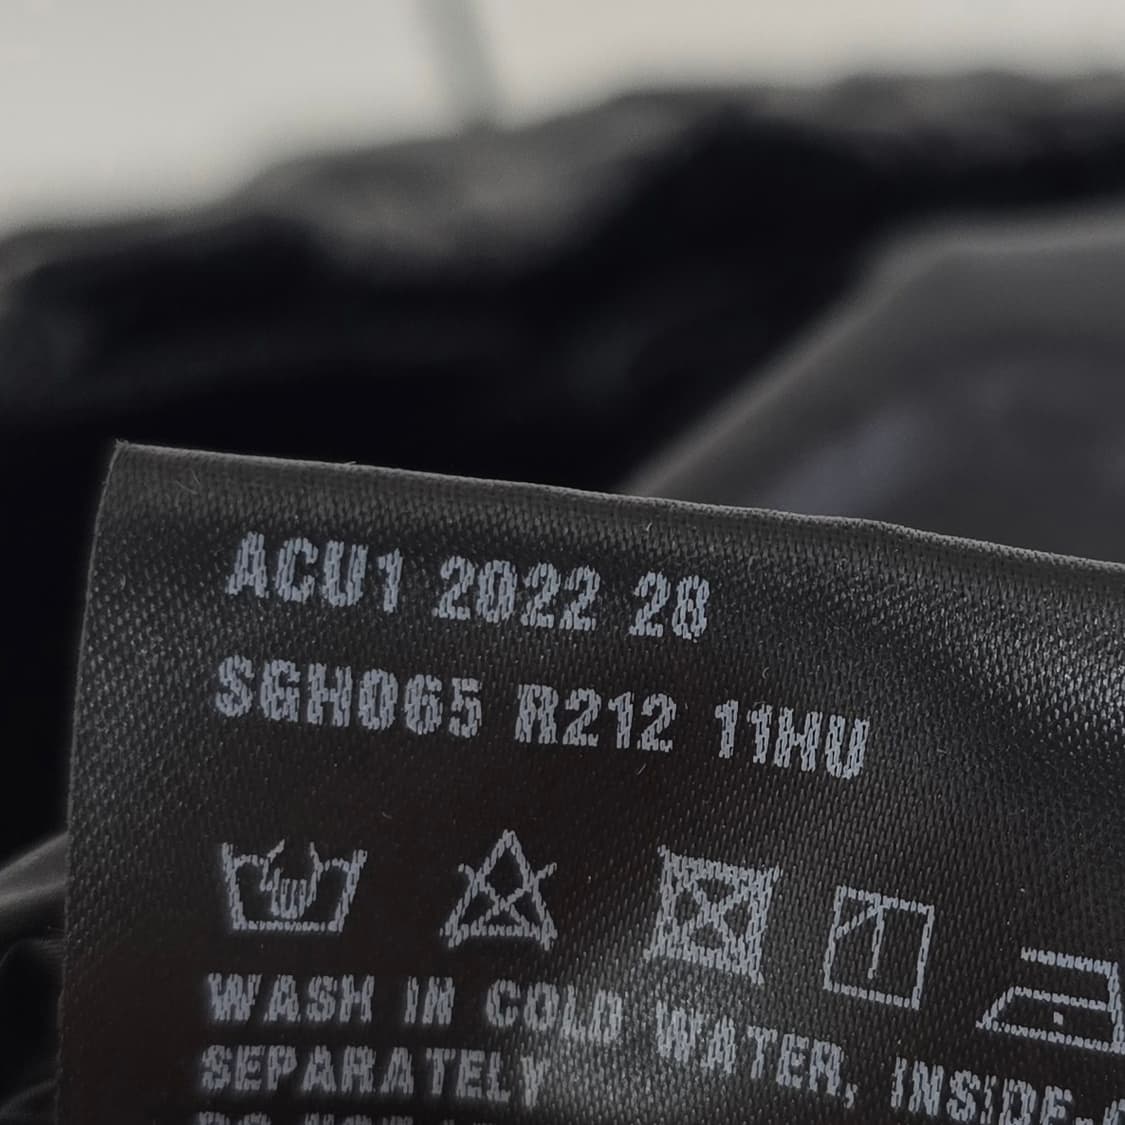 ACU1 2022 28
SGH065 R212 11HU
WASH IN COLD WATER, INSIDE-
SEPARATELY